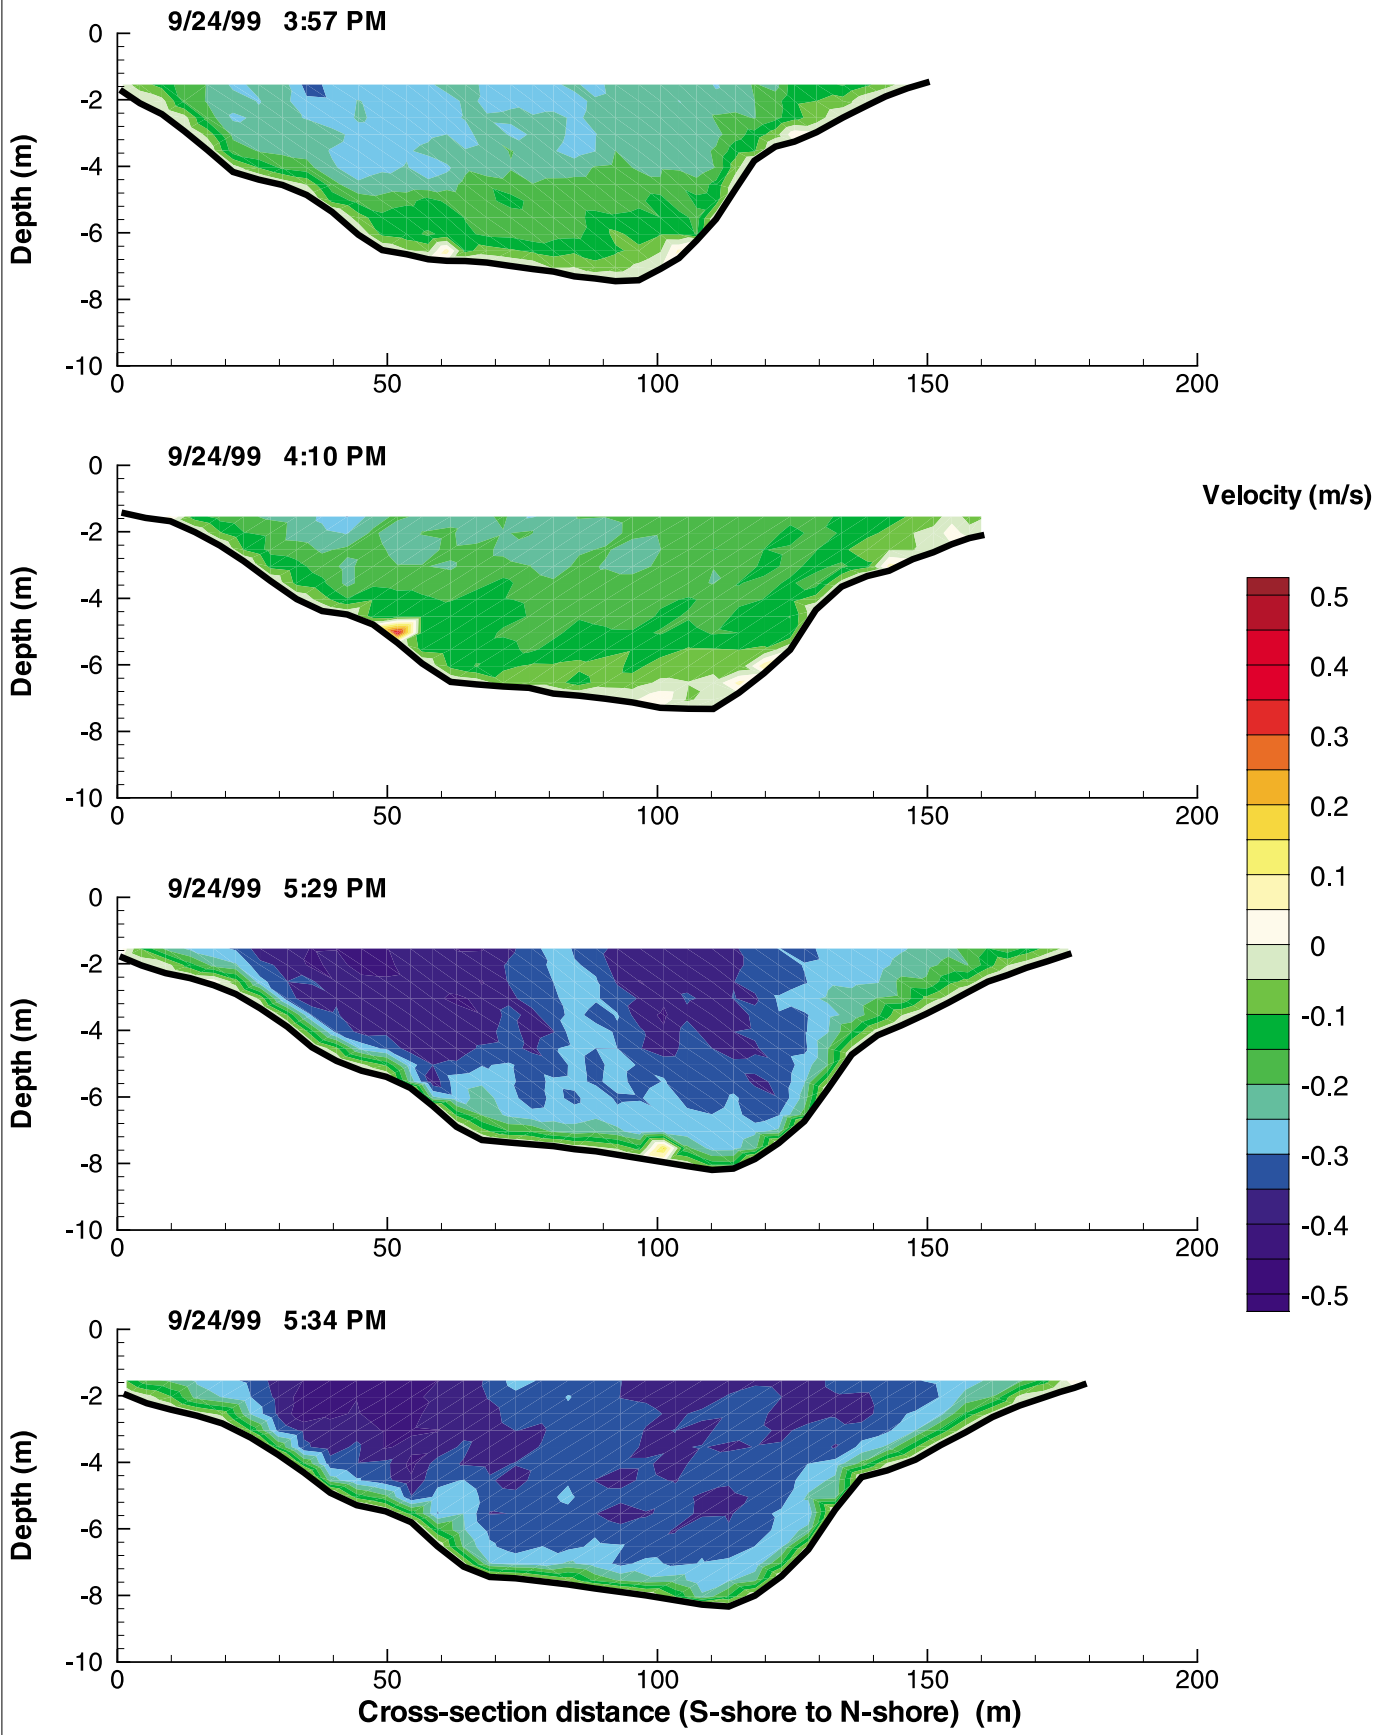 9/24/99 3:57 PM
0
-2
-4
-6
-8
-10
Depth (m)
0 50 100 150 200
9/24/99 4:10 PM
0
-2
-4
-6
-8
-10
Depth (m)
0 50 100 150 200
Velocity (m/s)
0.5
0.4
0.3
0.2
0.1
0
-0.1
-0.2
-0.3
-0.4
-0.5
9/24/99 5:29 PM
0
-2
-4
-6
-8
-10
Depth (m)
0 50 100 150 200
9/24/99 5:34 PM
0
-2
-4
-6
-8
-10
Depth (m)
0 50 100 150 200
Cross-section distance (S-shore to N-shore) (m)